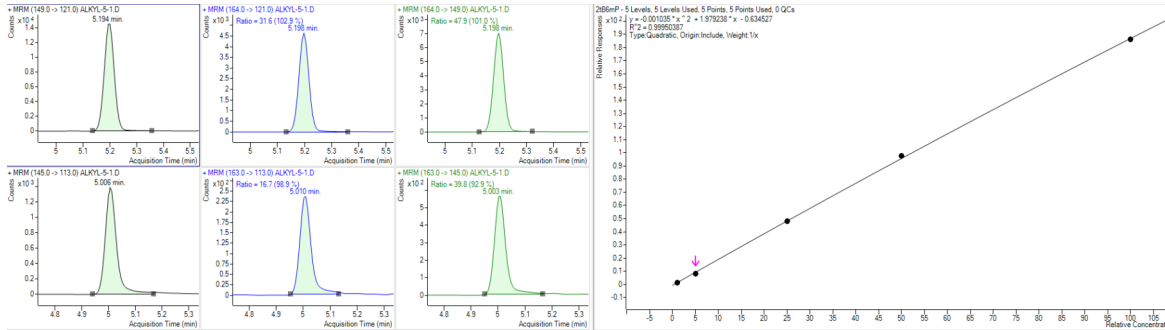 + MRM (149.0 -> 121.0) ALKYL-5-1.D
x10^4
5.194 min.
Counts
1.4
1.2
1
0.8
0.6
0.4
0.2
0
5 5.1 5.2 5.3 5.4 5.5
Acquisition Time (min)
+ MRM (164.0 -> 121.0) ALKYL-5-1.D
x10^3
Ratio = 31.6 (102.9 %)
5.198 min.
Counts
4.5
4
3.5
3
2.5
2
1.5
1
0.5
0
5 5.1 5.2 5.3 5.4 5.5
Acquisition Time (min)
+ MRM (164.0 -> 149.0) ALKYL-5-1.D
x10^3
Ratio = 47.9 (101.0 %)
5.198 min.
Counts
7
6
5
4
3
2
1
0
5 5.1 5.2 5.3 5.4 5.5
Acquisition Time (min)
+ MRM (145.0 -> 113.0) ALKYL-5-1.D
x10^3
5.006 min.
Counts
1.4
1.2
1
0.8
0.6
0.4
0.2
0
4.8 4.9 5 5.1 5.2 5.3
Acquisition Time (min)
+ MRM (163.0 -> 113.0) ALKYL-5-1.D
x10^2
Ratio = 16.7 (98.9 %)
5.010 min.
Counts
2.5
2.25
2
1.75
1.5
1.25
1
0.75
0.5
0.25
0
4.8 4.9 5 5.1 5.2 5.3
Acquisition Time (min)
+ MRM (163.0 -> 145.0) ALKYL-5-1.D
x10^2
Ratio = 39.8 (92.9 %)
5.003 min.
Counts
6
5
4
3
2
1
0
4.8 4.9 5 5.1 5.2 5.3
Acquisition Time (min)
2tB6mP - 5 Levels, 5 Levels Used, 5 Points, 5 Points Used, 0 QCs
x10^2
y = -0.001035 * x ^ 2 + 1.979238 * x - 0.634527
R^2 = 0.99950387
Type:Quadratic, Origin:Include, Weight:1/x
Relative Responses
1.9
1.8
1.7
1.6
1.5
1.4
1.3
1.2
1.1
1
0.9
0.8
0.7
0.6
0.5
0.4
0.3
0.2
0.1
0
-0.1
-5 0 5 10 15 20 25 30 35 40 45 50 55 60 65 70 75 80 85 90 95 100 105
Relative Concentrat